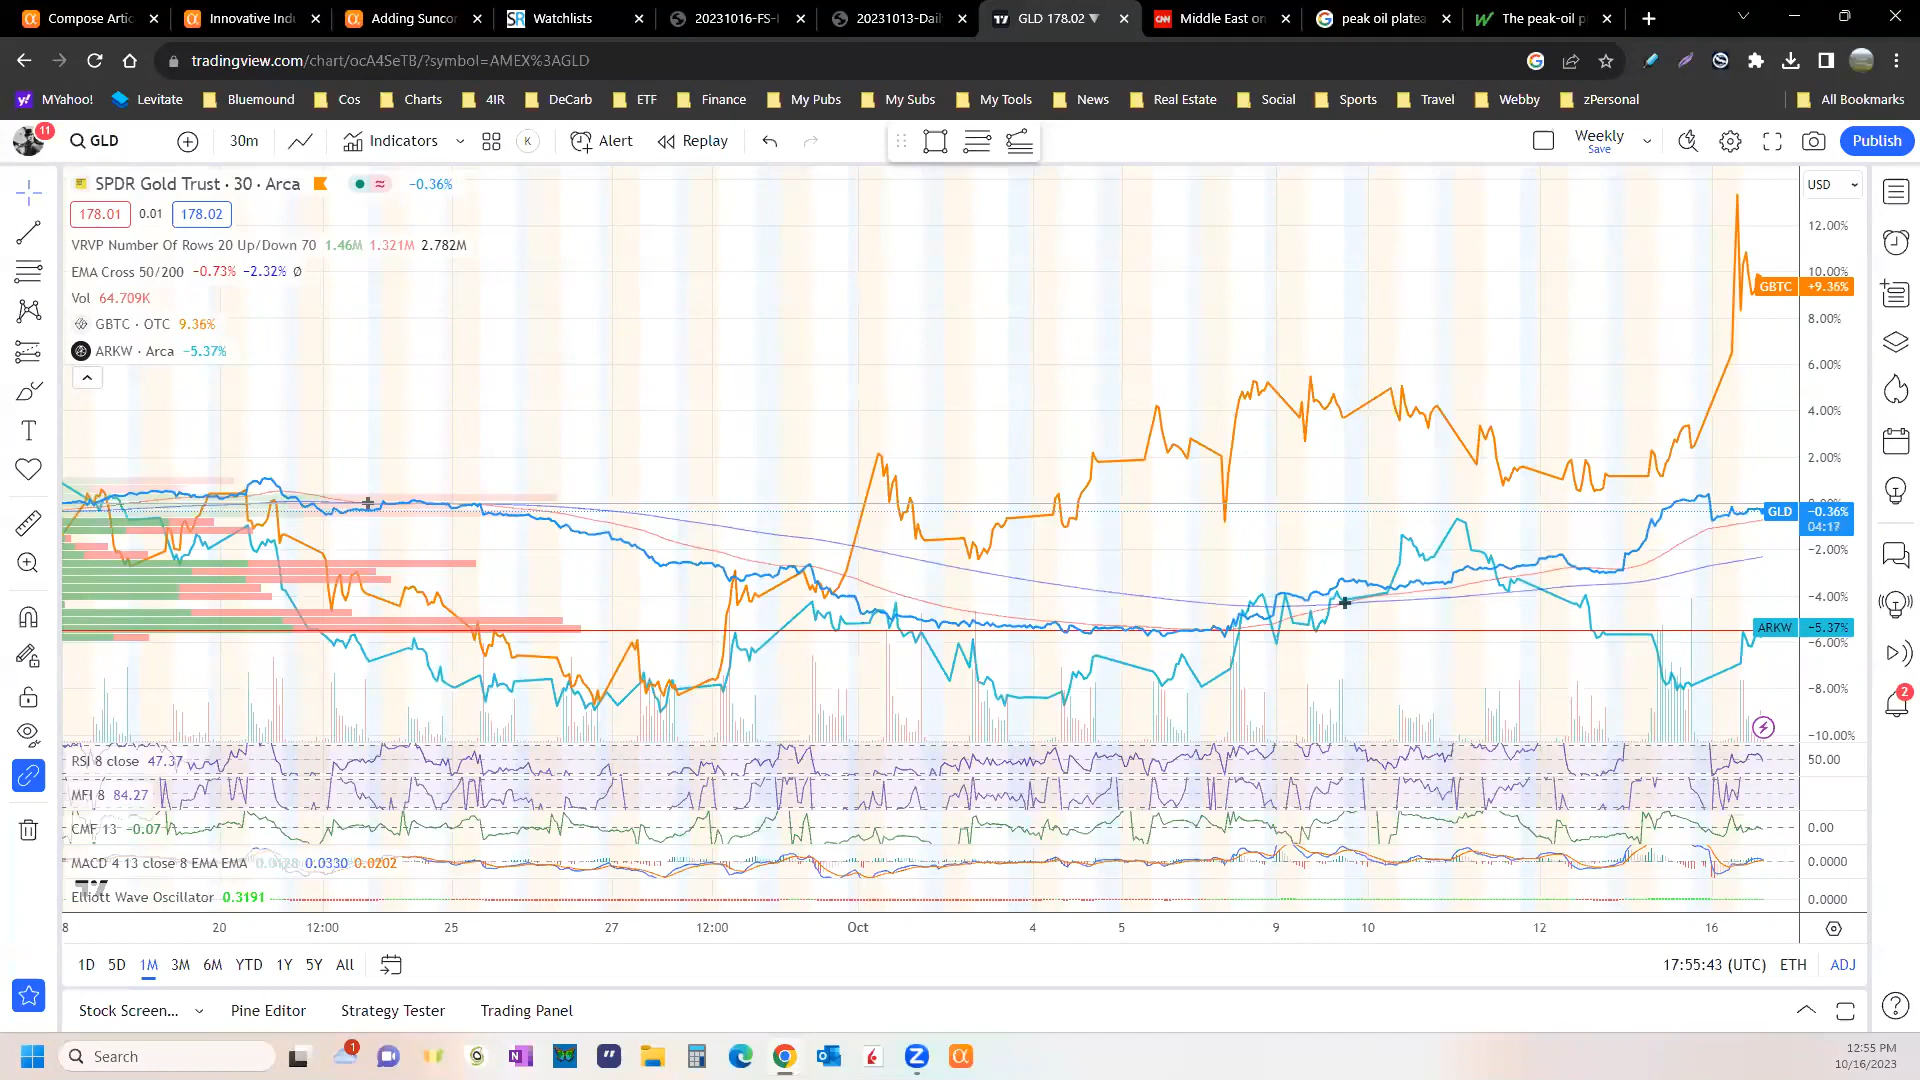 Compose Artic
Innovative Indu
Adding Suncor
SR Watchlists
20231016-FS-I
20231013-Dail
GLD 178.02 ▼
CNN Middle East on
peak oil platea
The peak-oil p
tradingview.com/chart/ocA4SeTB/?symbol=AMEX%3AGLD
MYahoo!
Levitate
Bluemound
Cos
Charts
4IR
DeCarb
ETF
Finance
My Pubs
My Subs
My Tools
News
Real Estate
Social
Sports
Travel
Webby
zPersonal
All Bookmarks
11
GLD
30m
Indicators
K
Alert
Replay
Weekly
Save
Publish
SPDR Gold Trust · 30 · Arca
−0.36%
178.01 0.01 178.02
VRVP Number Of Rows 20 Up/Down 70 1.46M 1.321M 2.782M
EMA Cross 50/200 −0.73% −2.32% Ø
Vol 64.709K
GBTC · OTC 9.36%
ARKW · Arca −5.37%
USD
12.00%
10.00%
GBTC +9.36%
8.00%
6.00%
4.00%
2.00%
0.00%
GLD −0.36%
04:17
−2.00%
−4.00%
ARKW −5.37%
−6.00%
−8.00%
−10.00%
2
RSI 8 close 47.37
50.00
MFI 8 84.27
CMF 13 −0.07
0.00
MACD 4 13 close 8 EMA EMA 0.0128 0.0330 0.0202
0.0000
Elliott Wave Oscillator 0.3191
0.0000
8 20 12:00 25 27 12:00 Oct 4 5 9 10 12 16
1D 5D 1M 3M 6M YTD 1Y 5Y All
17:55:43 (UTC) ETH ADJ
Stock Screen... Pine Editor Strategy Tester Trading Panel
Search
1
12:55 PM
10/16/2023